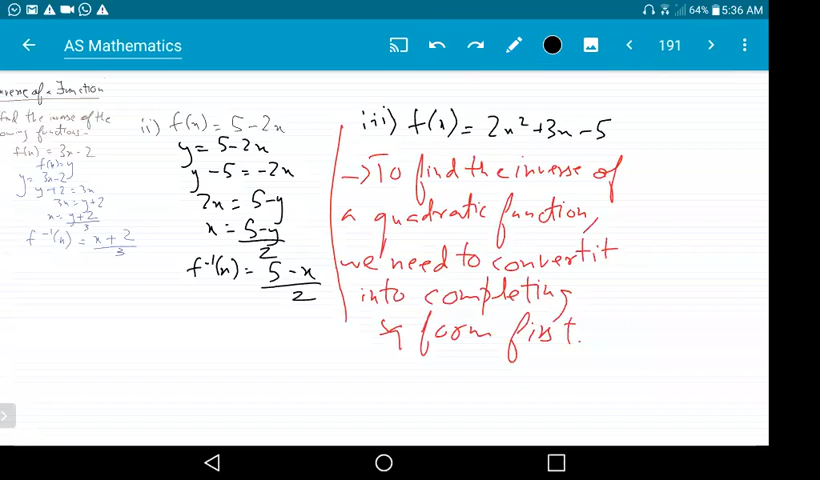 64% 5:36 AM
AS Mathematics
191
verse of a Function
find the inverse of the
owing functions.
f(x) = 3x - 2
f(x) = y
y = 3x - 2
y + 2 = 3x
3x = y + 2
x = y + 2 / 3
f⁻¹(x) = x + 2 / 3
ii) f(x) = 5 - 2x
y = 5 - 2x
y - 5 = -2x
2x = 5 - y
x = 5 - y / 2
f⁻¹(x) = 5 - x / 2
iii) f(x) = 2x² + 3x - 5
→ To find the inverse of
a quadratic function,
we need to convert it
into completing
sq form first.